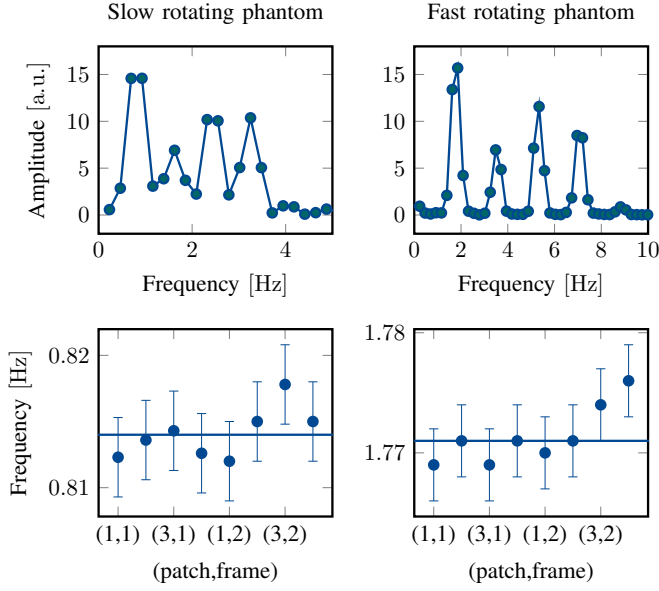 Slow rotating phantom
Fast rotating phantom
Amplitude [a.u.]
15
10
5
0
0 2 4
Frequency [Hz]
15
10
5
0
0 2 4 6 8 10
Frequency [Hz]
Frequency [Hz]
0.82
0.81
(1,1) (3,1) (1,2) (3,2)
(patch,frame)
1.78
1.77
(1,1) (3,1) (1,2) (3,2)
(patch,frame)